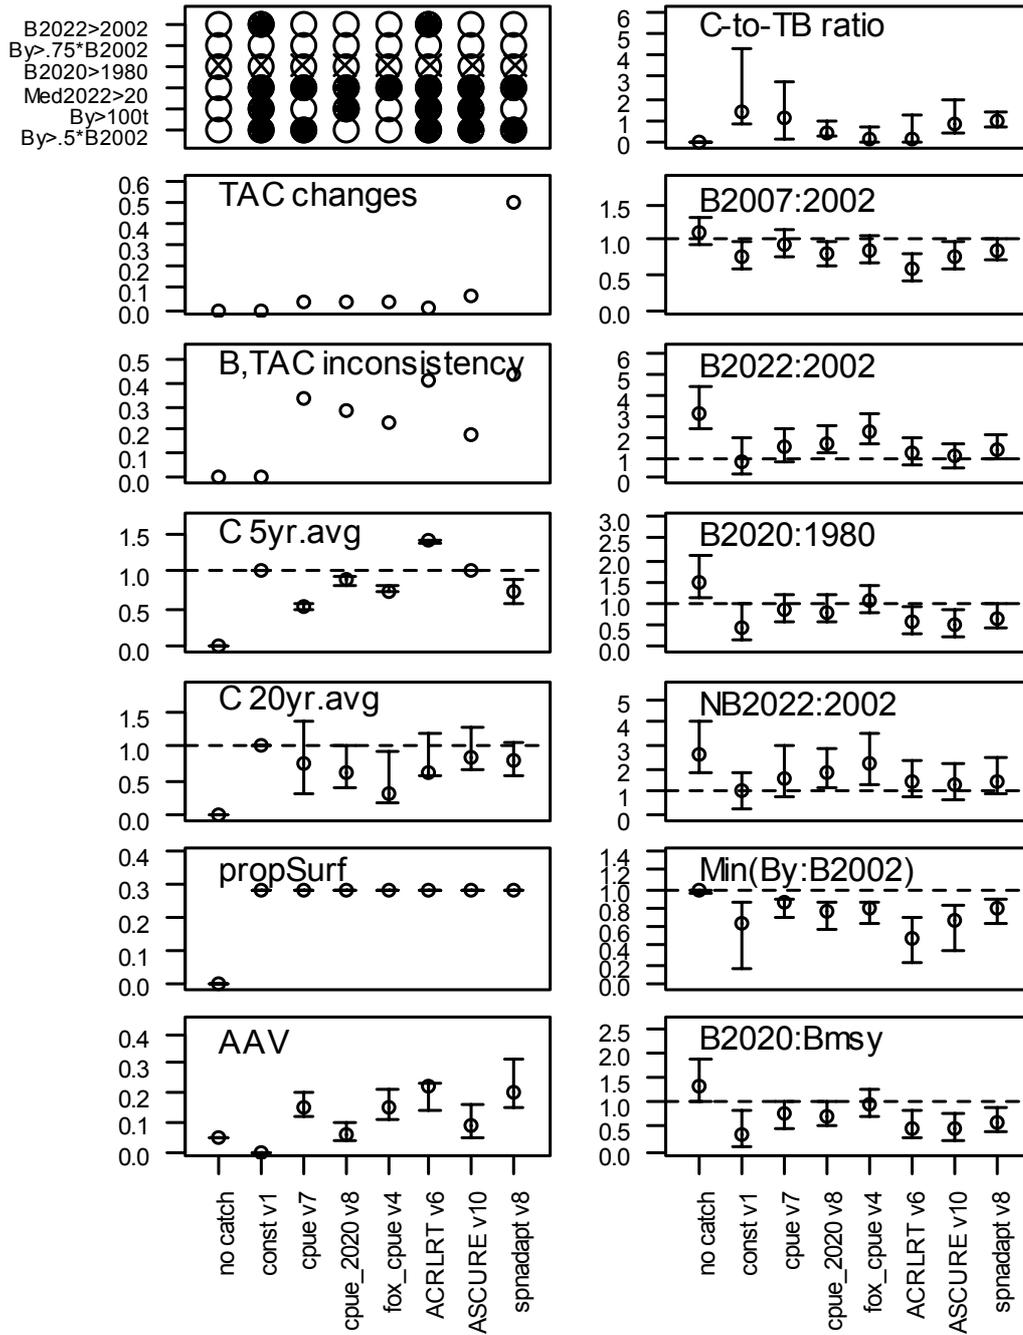 B2022>2002
By>.75*B2002
B2020>1980
Med2022>20
By>100t
By>.5*B2002
C-to-TB ratio
6
5
4
3
2
1
0
TAC changes
0.6
0.5
0.4
0.3
0.2
0.1
0.0
B2007:2002
1.5
1.0
0.5
0.0
B,TAC inconsistency
0.5
0.4
0.3
0.2
0.1
0.0
B2022:2002
6
5
4
3
2
1
0
C 5yr.avg
1.5
1.0
0.5
0.0
B2020:1980
3.0
2.5
2.0
1.5
1.0
0.5
0.0
C 20yr.avg
1.5
1.0
0.5
0.0
NB2022:2002
5
4
3
2
1
0
propSurf
0.4
0.3
0.2
0.1
0.0
Min(By:B2002)
1.4
1.2
1.0
0.8
0.6
0.4
0.2
0.0
AAV
0.4
0.3
0.2
0.1
0.0
B2020:Bmsy
2.5
2.0
1.5
1.0
0.5
0.0
no catch
const v1
cpue v7
cpue_2020 v8
fox_cpue v4
ACRLRT v6
ASCURE v10
spnadapt v8
no catch
const v1
cpue v7
cpue_2020 v8
fox_cpue v4
ACRLRT v6
ASCURE v10
spnadapt v8